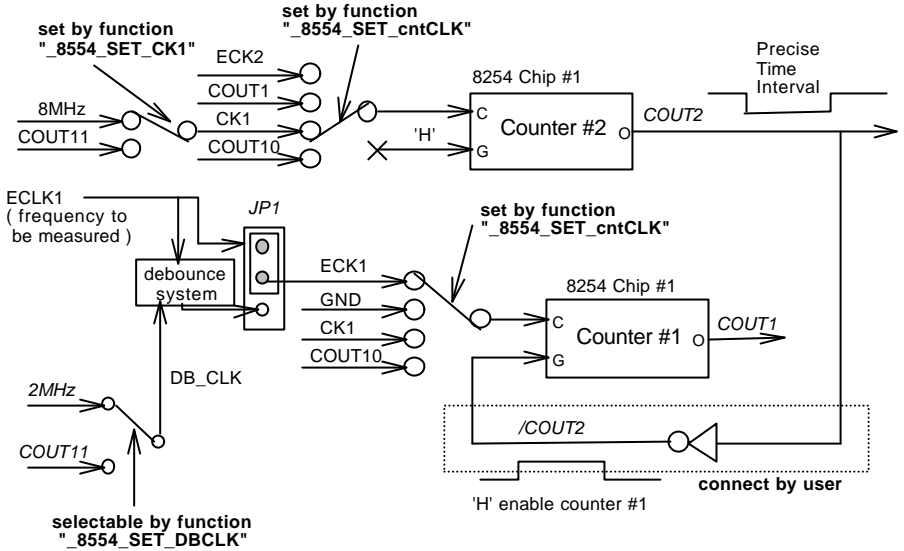 set by function
"_8554_SET_CK1"
set by function
"_8554_SET_cntCLK"
ECK2
COUT1
CK1
COUT10
8MHz
COUT11
'H'
8254 Chip #1
C
G
Counter #2
O
COUT2
Precise
Time
Interval
ECLK1
( frequency to
be measured )
JP1
debounce
system
DB_CLK
2MHz
COUT11
selectable by function
"_8554_SET_DBCLK"
set by function
"_8554_SET_cntCLK"
ECK1
GND
CK1
COUT10
8254 Chip #1
C
G
Counter #1
O
COUT1
/COUT2
connect by user
'H' enable counter #1